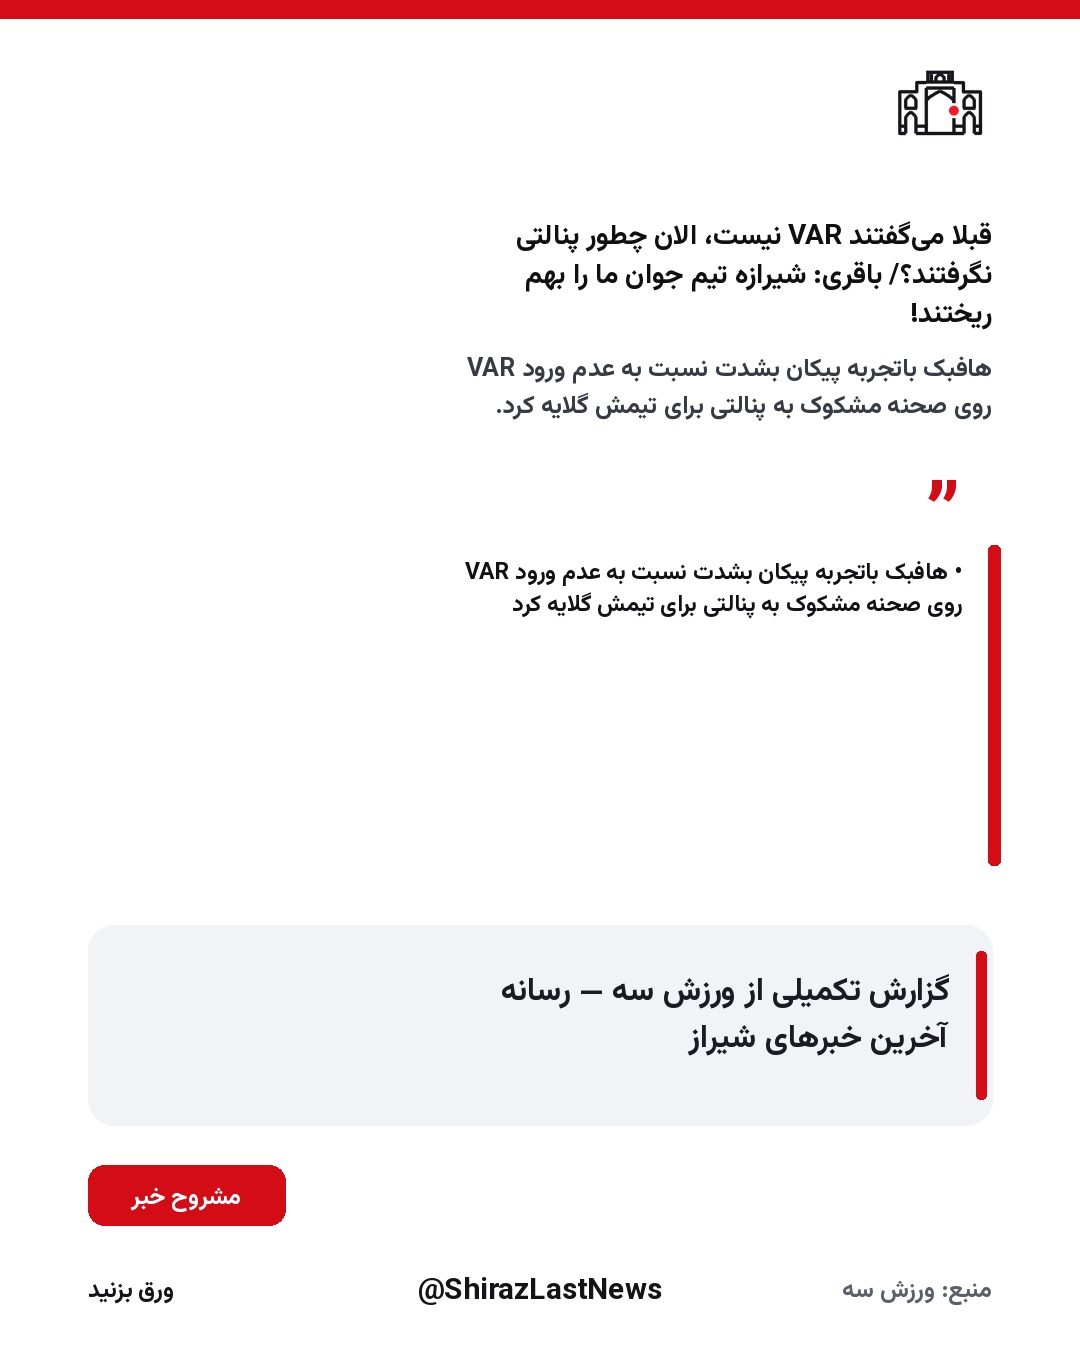 قبلا می‌گفتند VAR نیست، الان چطور پنالتی
نگرفتند؟/ باقری: شیرازه تیم جوان ما را بهم
ریختند!
هافبک باتجربه پیکان بشدت نسبت به عدم ورود VAR
روی صحنه مشکوک به پنالتی برای تیمش گلایه کرد.
”
• هافبک باتجربه پیکان بشدت نسبت به عدم ورود VAR
روی صحنه مشکوک به پنالتی برای تیمش گلایه کرد
گزارش تکمیلی از ورزش سه — رسانه
آخرین خبرهای شیراز
مشروح خبر
منبع: ورزش سه
@ShirazLastNews
ورق بزنید